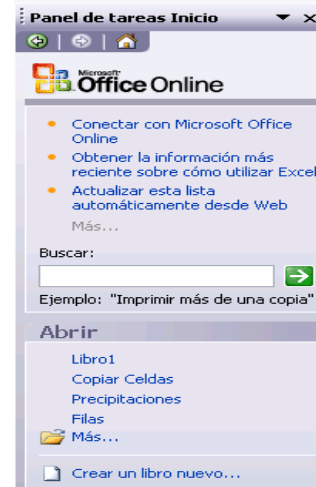 Panel de tareas Inicio
Microsoft
Office Online
Conectar con Microsoft Office
Online
Obtener la información más
reciente sobre cómo utilizar Excel
Actualizar esta lista
automáticamente desde Web
Más...
Buscar:
Ejemplo: "Imprimir más de una copia"
Abrir
Libro1
Copiar Celdas
Precipitaciones
Filas
Más...
Crear un libro nuevo...